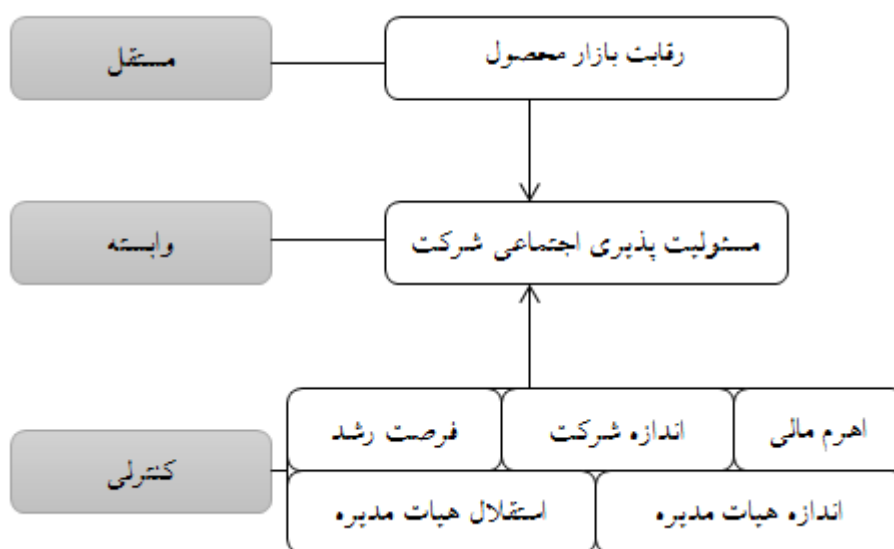 رقابت بازار محصول
مستقل
مسئولیت پذیری اجتماعی شرکت
وابسته
اهرم مالی
اندازه شرکت
فرصت رشد
کنترلی
اندازه هیات مدیره
استقلال هیات مدیره